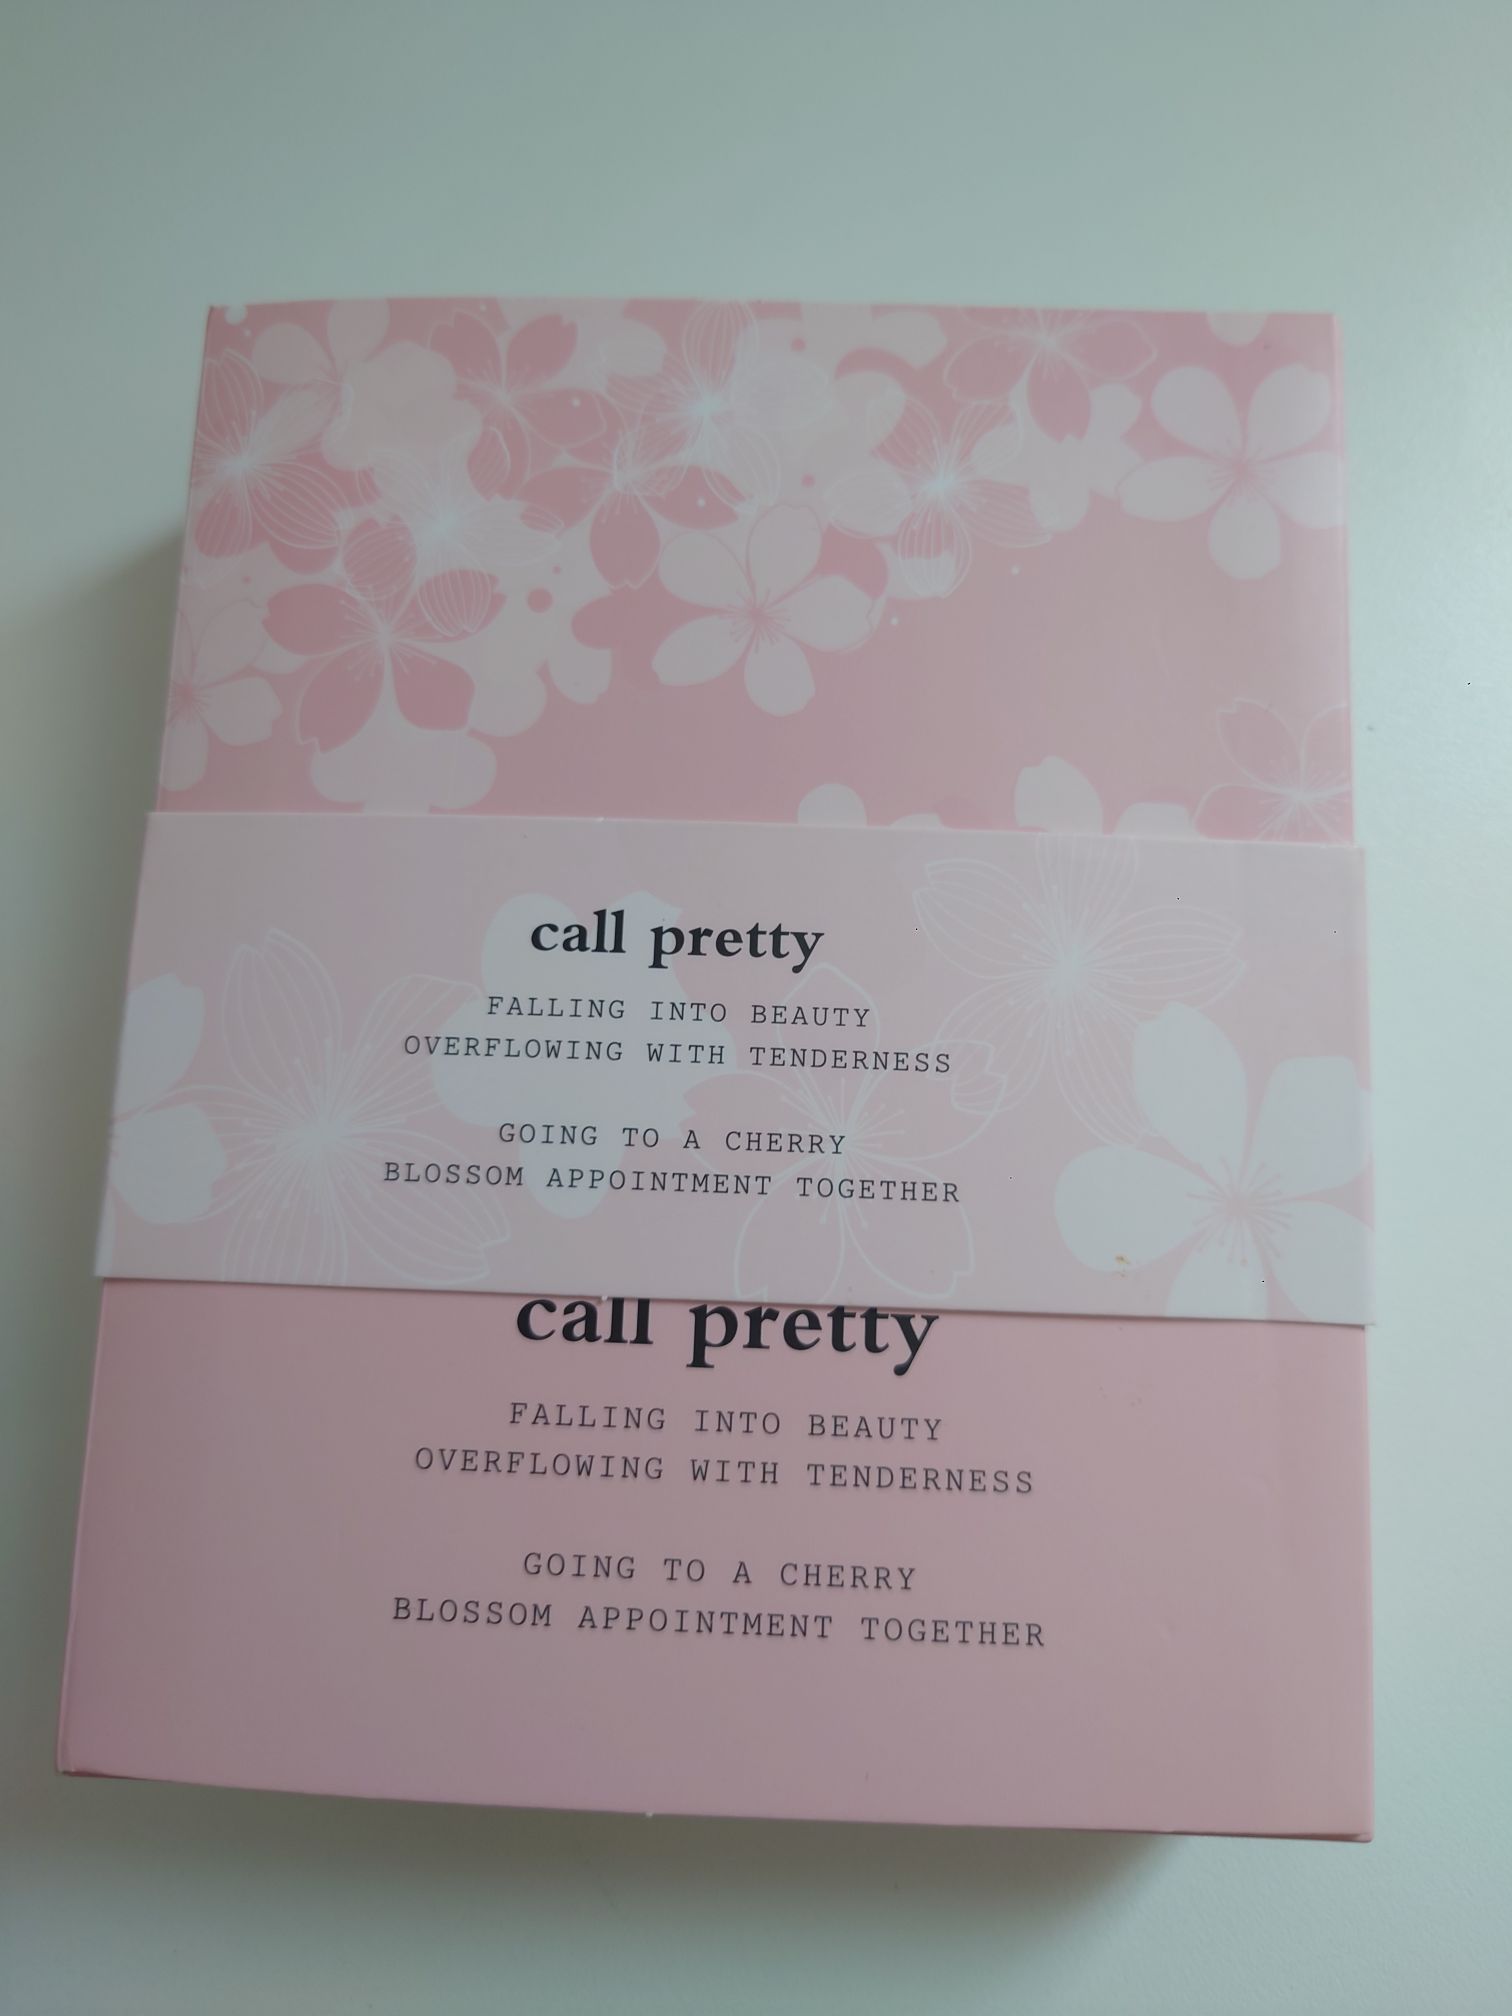 call pretty
FALLING INTO BEAUTY
OVERFLOWING WITH TENDERNESS
GOING TO A CHERRY
BLOSSOM APPOINTMENT TOGETHER
call pretty
FALLING INTO BEAUTY
OVERFLOWING WITH TENDERNESS
GOING TO A CHERRY
BLOSSOM APPOINTMENT TOGETHER